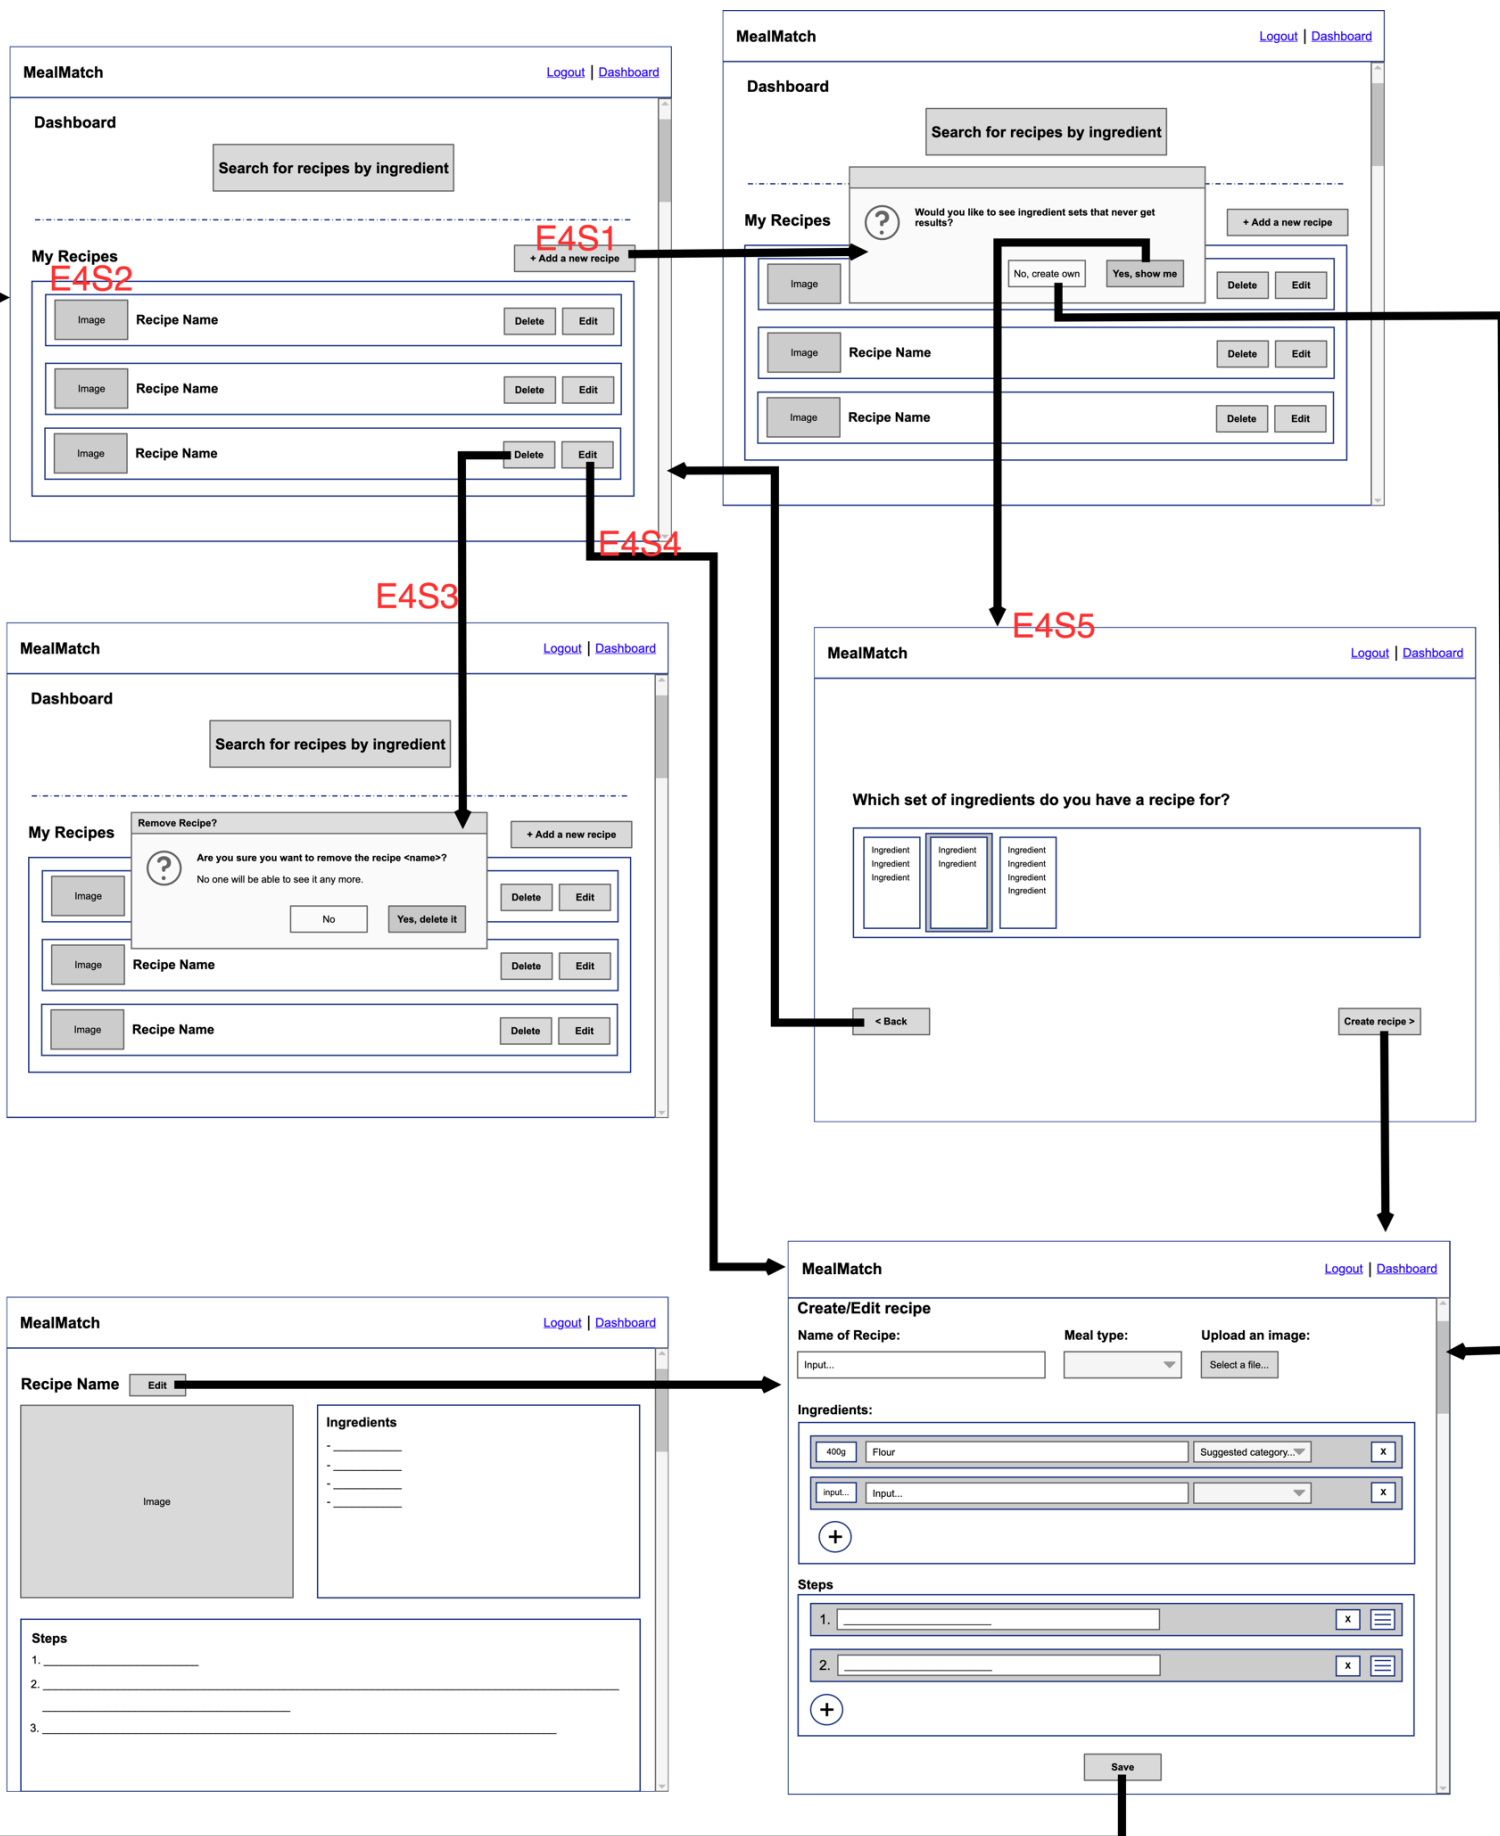 MealMatch
Logout | Dashboard
Dashboard
Search for recipes by ingredient
My Recipes
E4S1
+ Add a new recipe
E4S2
Image
Recipe Name
Delete
Edit
Image
Recipe Name
Delete
Edit
Image
Recipe Name
Delete
Edit
MealMatch
Logout | Dashboard
Dashboard
Search for recipes by ingredient
My Recipes
+ Add a new recipe
Would you like to see ingredient sets that never get
results?
No, create own
Yes, show me
Image
Delete
Edit
Image
Recipe Name
Delete
Edit
Image
Recipe Name
Delete
Edit
E4S4
E4S3
E4S5
MealMatch
Logout | Dashboard
Dashboard
Search for recipes by ingredient
My Recipes
+ Add a new recipe
Remove Recipe?
Are you sure you want to remove the recipe <name>?
No one will be able to see it any more.
No
Yes, delete it
Image
Delete
Edit
Image
Recipe Name
Delete
Edit
Image
Recipe Name
Delete
Edit
MealMatch
Logout | Dashboard
Which set of ingredients do you have a recipe for?
Ingredient
Ingredient
Ingredient
Ingredient
Ingredient
Ingredient
Ingredient
Ingredient
Ingredient
< Back
Create recipe >
MealMatch
Logout | Dashboard
Recipe Name
Edit
Image
Ingredients
-
-
-
-
Steps
1.
2.
3.
MealMatch
Logout | Dashboard
Create/Edit recipe
Name of Recipe:
Meal type:
Upload an image:
Input...
Select a file...
Ingredients:
400g
Flour
Suggested category...
x
input...
Input...
x
+
Steps
1.
x
2.
x
+
Save